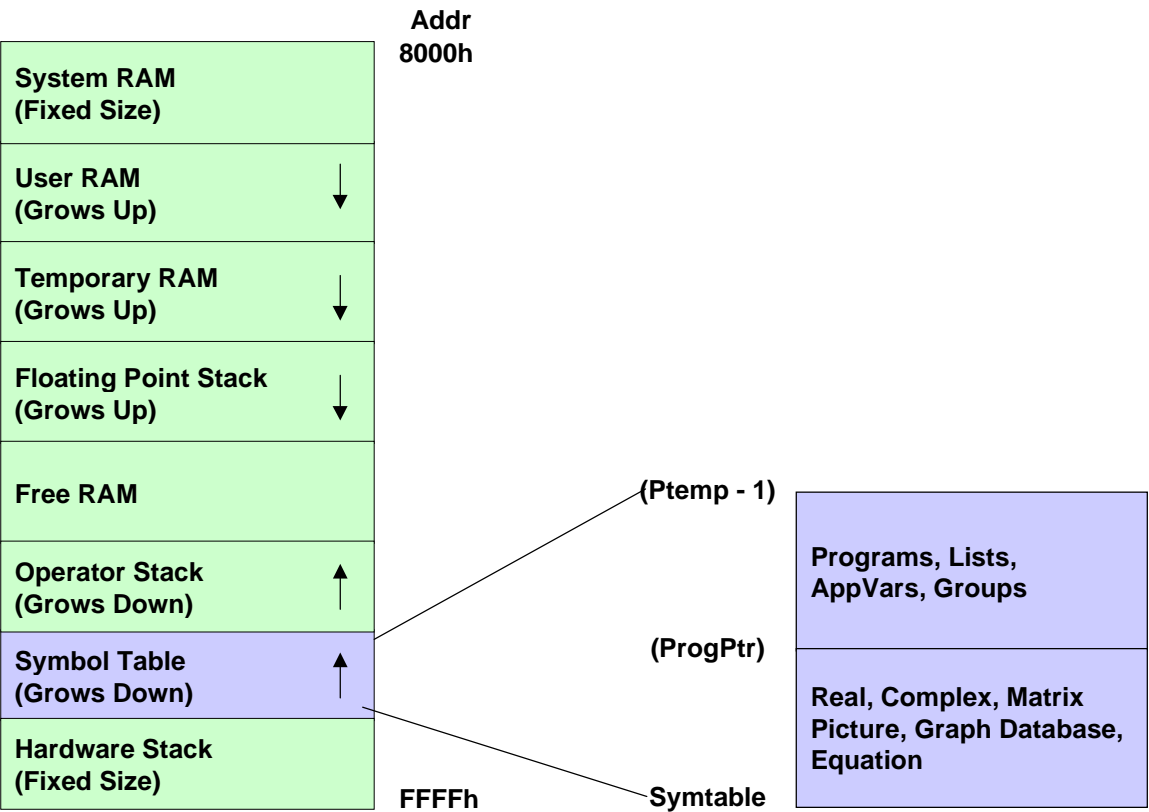 Addr
8000h
System RAM
(Fixed Size)
User RAM
(Grows Up)
Temporary RAM
(Grows Up)
Floating Point Stack
(Grows Up)
Free RAM
Operator Stack
(Grows Down)
Symbol Table
(Grows Down)
Hardware Stack
(Fixed Size)
FFFFh
(Ptemp - 1)
Programs, Lists,
AppVars, Groups
(ProgPtr)
Real, Complex, Matrix
Picture, Graph Database,
Equation
Symtable